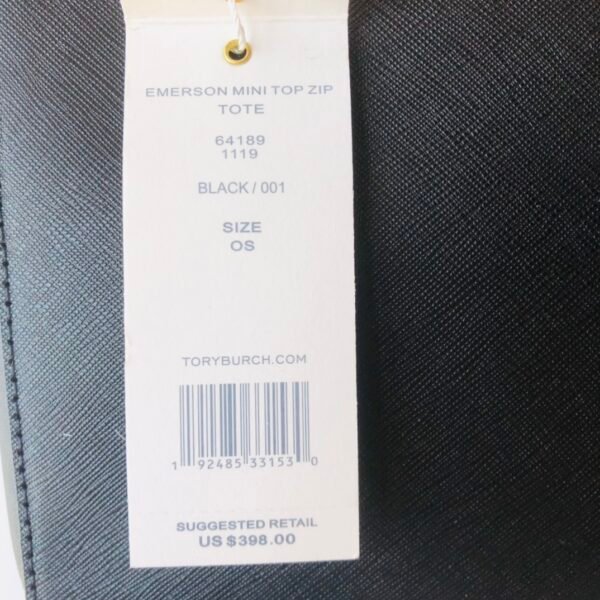 EMERSON MINI TOP ZIP
TOTE
64189
1119
BLACK / 001
SIZE
OS
TORYBURCH.COM
1 92485 33153 0
SUGGESTED RETAIL
US $398.00